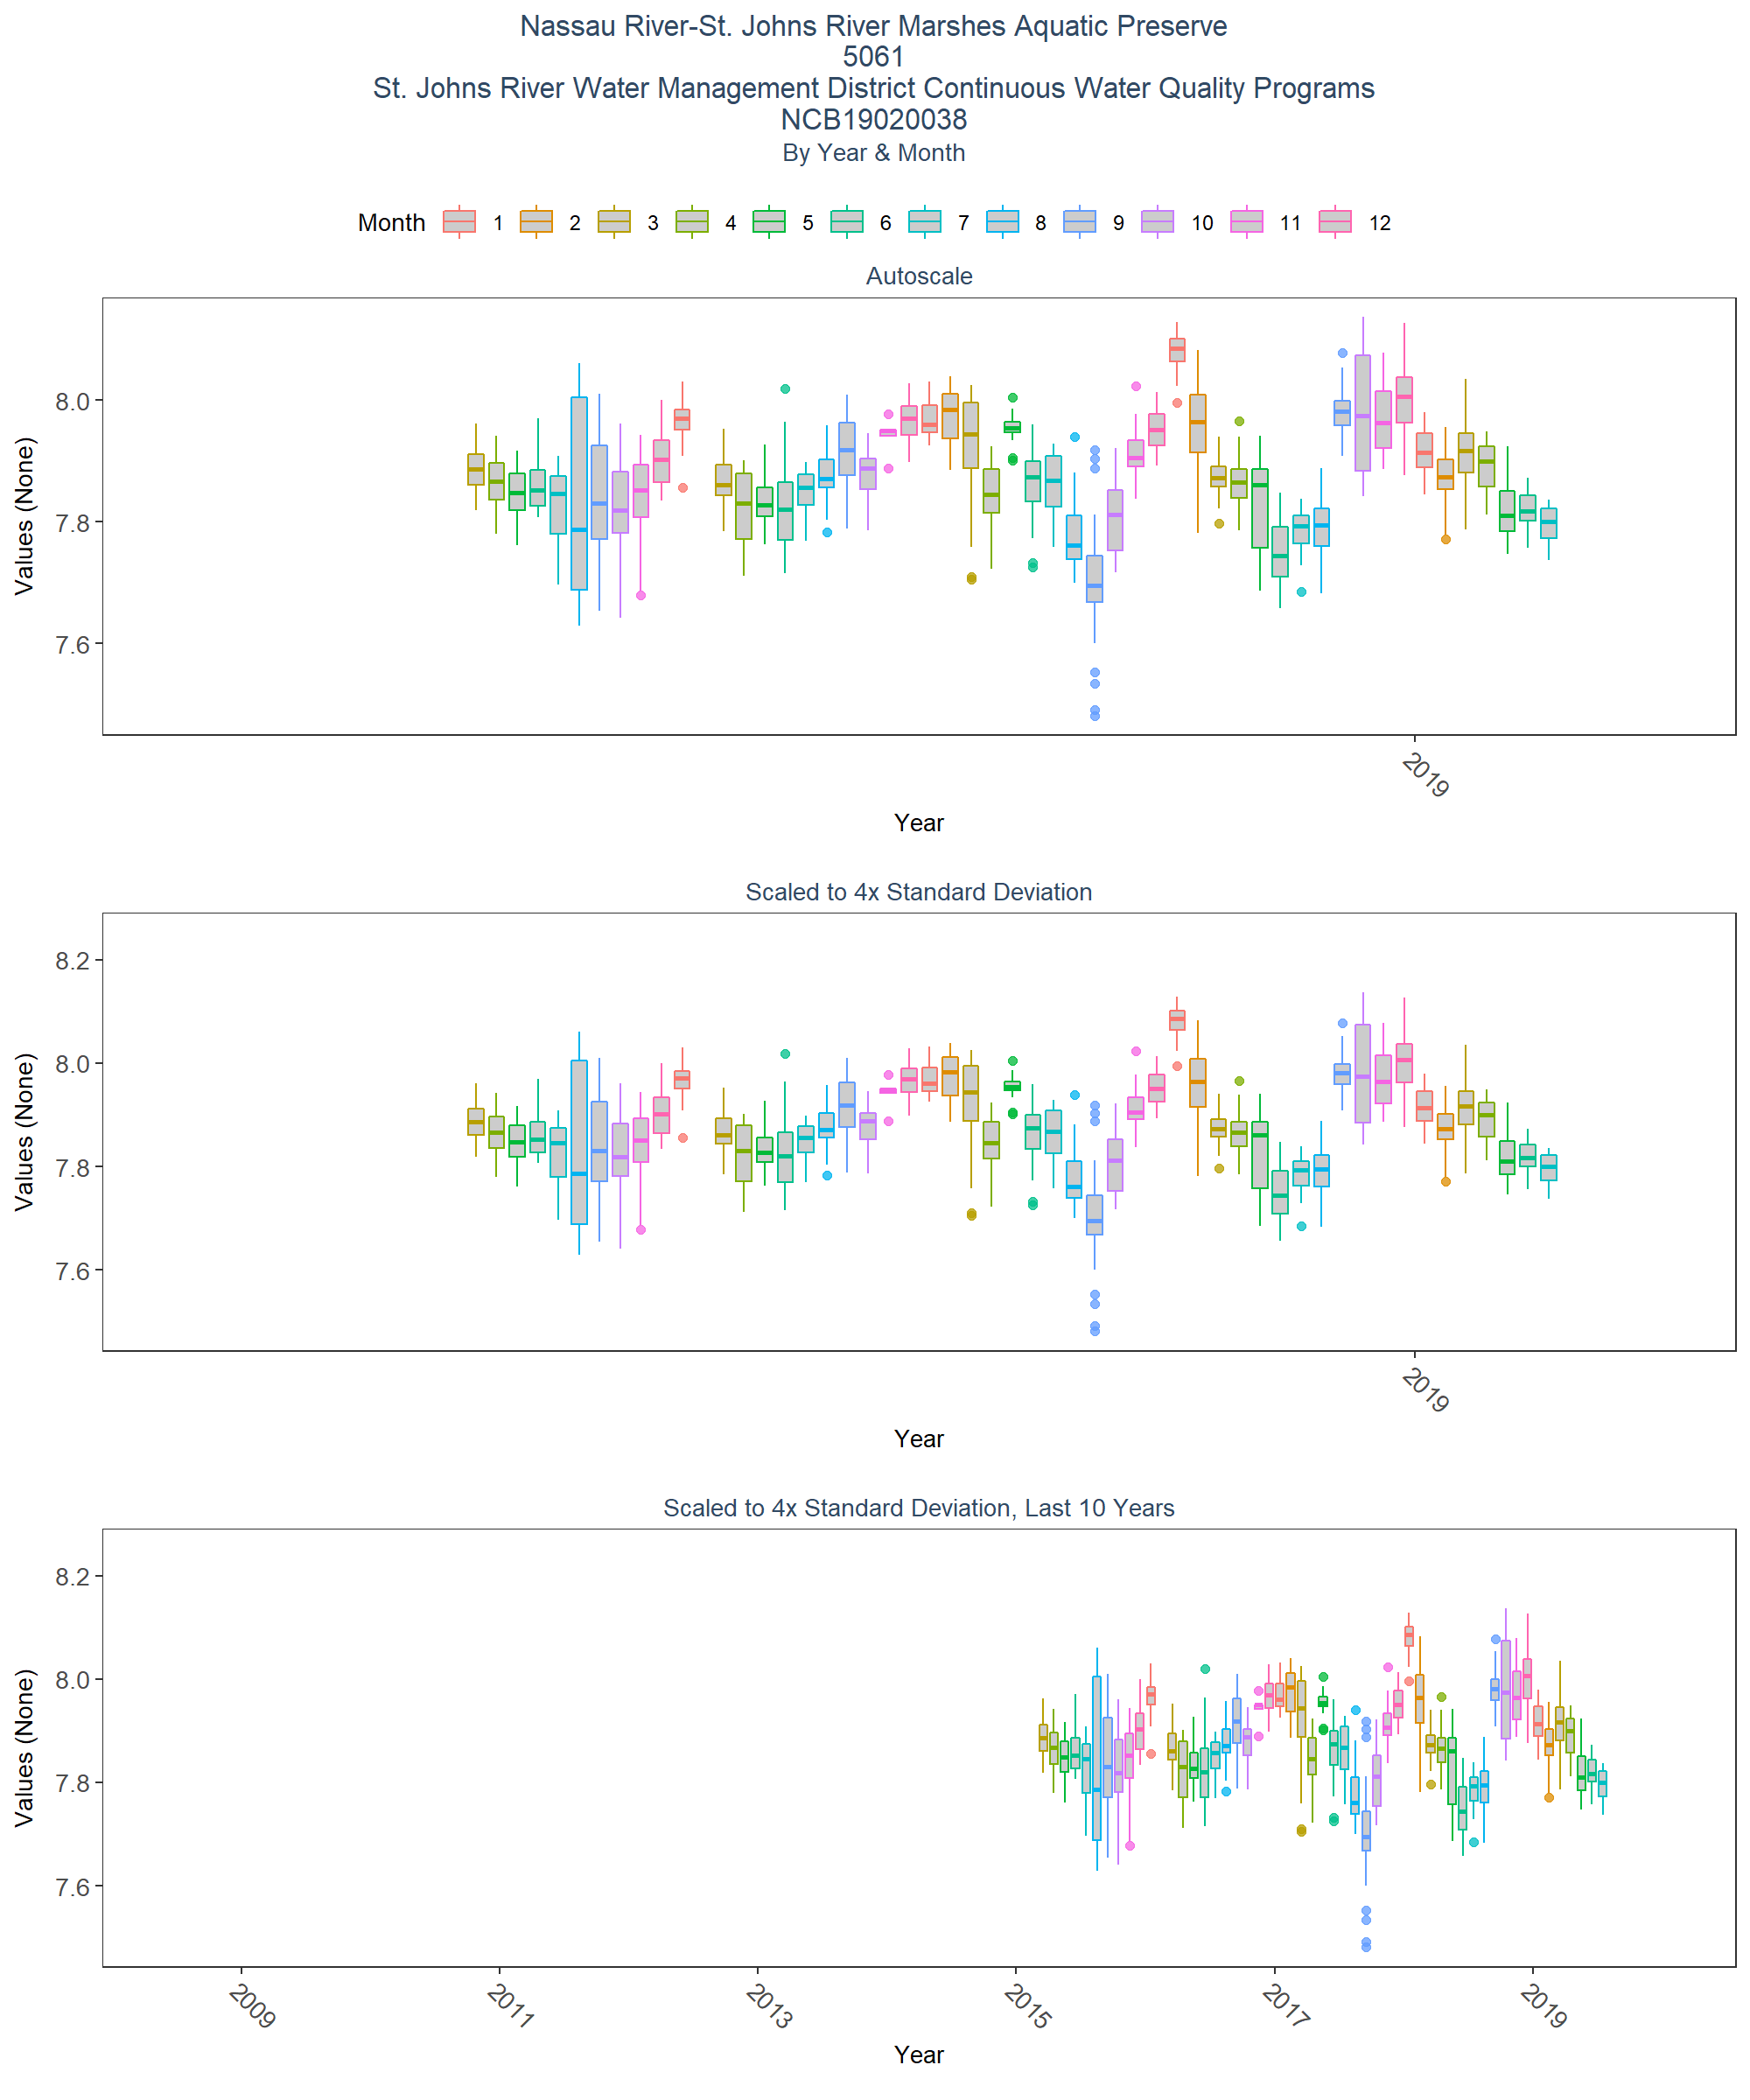 Nassau River-St. Johns River Marshes Aquatic Preserve
5061
St. Johns River Water Management District Continuous Water Quality Programs
NCB19020038
By Year & Month
Month 1 2 3 4 5 6 7 8 9 10 11 12
Autoscale
Values (None)
8.0
7.8
7.6
2019
Year
Scaled to 4x Standard Deviation
Values (None)
8.2
8.0
7.8
7.6
2019
Year
Scaled to 4x Standard Deviation, Last 10 Years
Values (None)
8.2
8.0
7.8
7.6
2009 2011 2013 2015 2017 2019
Year